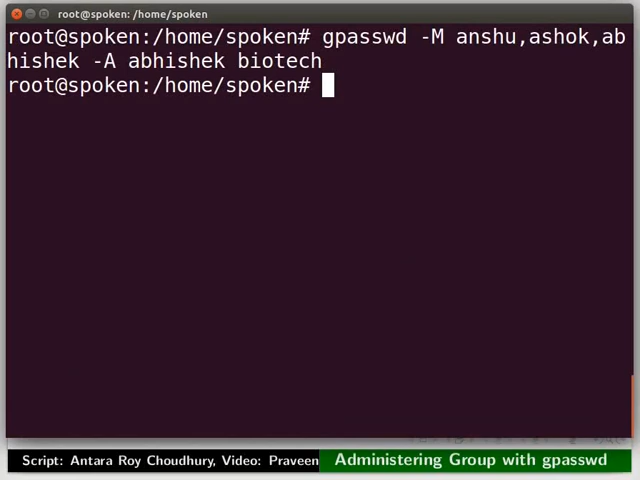 root@spoken: /home/spoken
root@spoken:/home/spoken# gpasswd -M anshu,ashok,ab
hishek -A abhishek biotech
root@spoken:/home/spoken#
Script: Antara Roy Choudhury, Video: Praveen
Administering Group with gpasswd